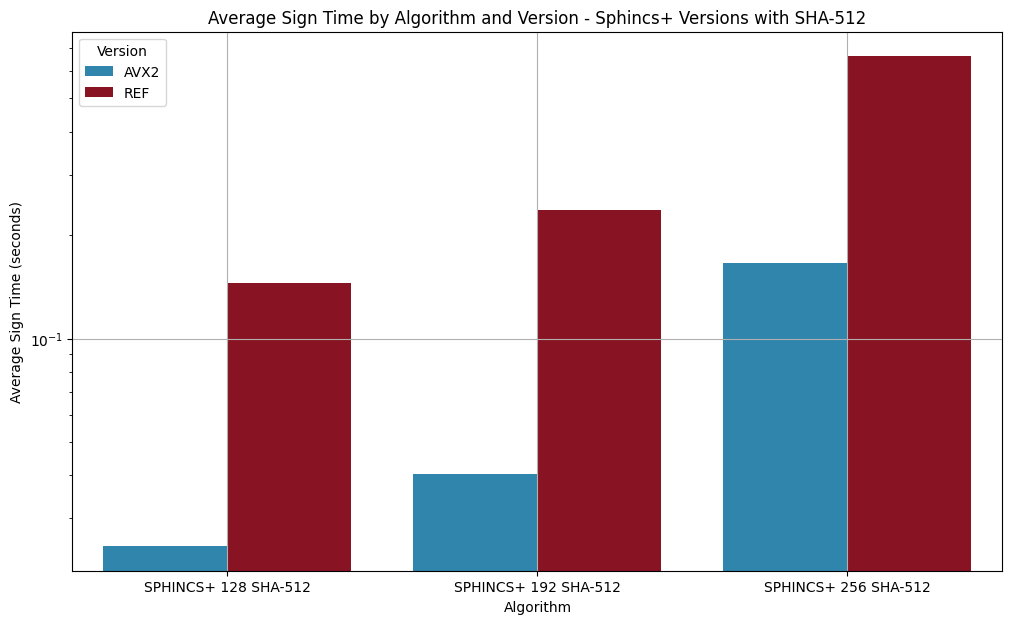 Average Sign Time by Algorithm and Version - Sphincs+ Versions with SHA-512
Version
AVX2
REF
Average Sign Time (seconds)
10⁻¹
SPHINCS+ 128 SHA-512
SPHINCS+ 192 SHA-512
SPHINCS+ 256 SHA-512
Algorithm